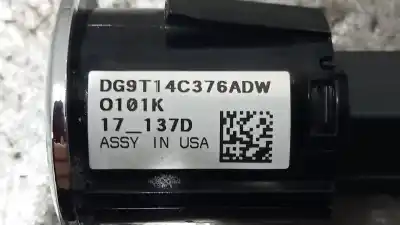 DG9T14C376ADW
O101K
17_137D
ASSY IN USA